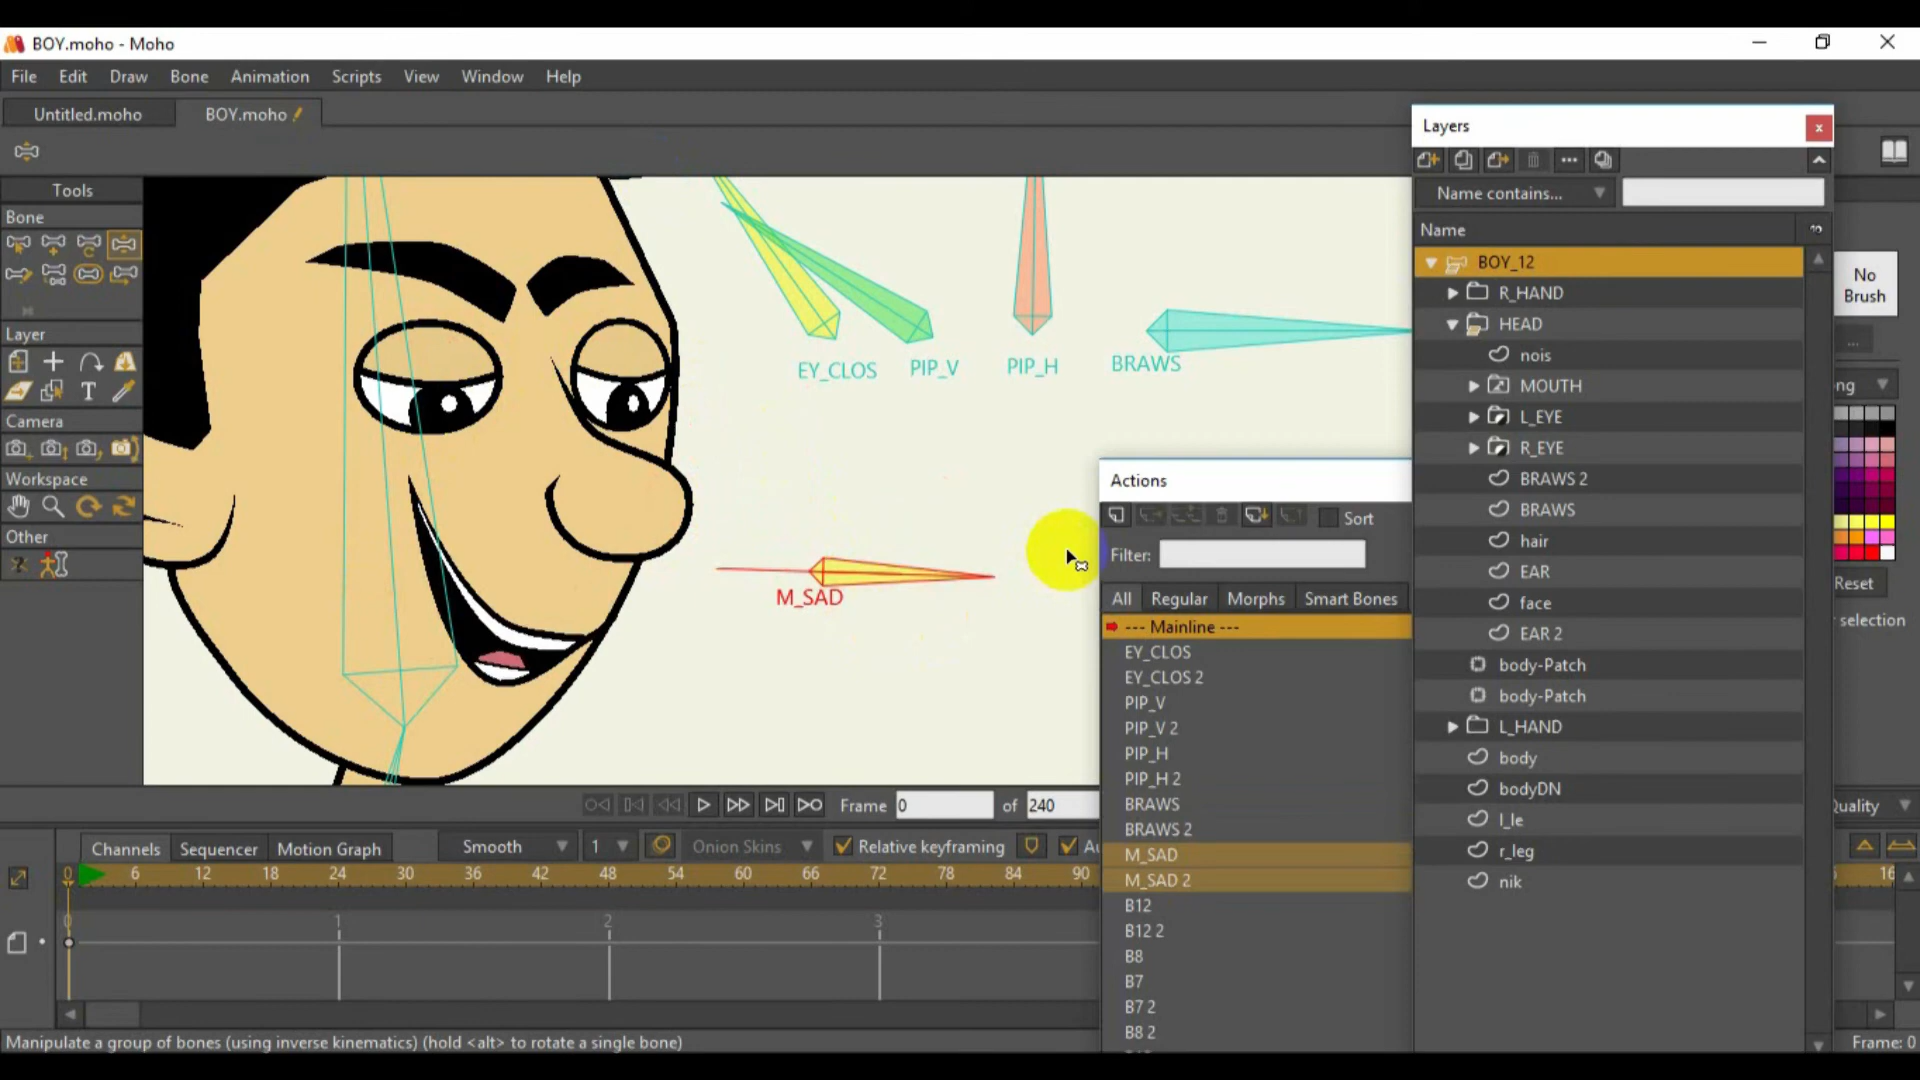 BOY.moho - Moho
File Edit Draw Bone Animation Scripts View Window Help
Untitled.moho BOY.moho
Tools
Bone
Layer
Camera
Workspace
Other
EY_CLOS PIP_V PIP_H BRAWS
M_SAD
Actions
Sort
Filter:
All Regular Morphs Smart Bones
--- Mainline ---
EY_CLOS
EY_CLOS 2
PIP_V
PIP_V 2
PIP_H
PIP_H 2
BRAWS
BRAWS 2
M_SAD
M_SAD 2
B12
B12 2
B8
B7
B7 2
B8 2
Layers
x
Name contains...
Name
BOY_12
R_HAND
HEAD
nois
MOUTH
L_EYE
R_EYE
BRAWS 2
BRAWS
hair
EAR
face
EAR 2
body-Patch
body-Patch
L_HAND
body
bodyDN
l_le
r_leg
nik
No
Brush
...
ng
Reset
r selection
Quality
Frame 0 of 240
Channels Sequencer Motion Graph Smooth 1 Onion Skins Relative keyframing Au
0 6 12 18 24 30 36 42 48 54 60 66 72 78 84 90 16
0 1 2 3
Manipulate a group of bones (using inverse kinematics) (hold <alt> to rotate a single bone)
Frame: 0